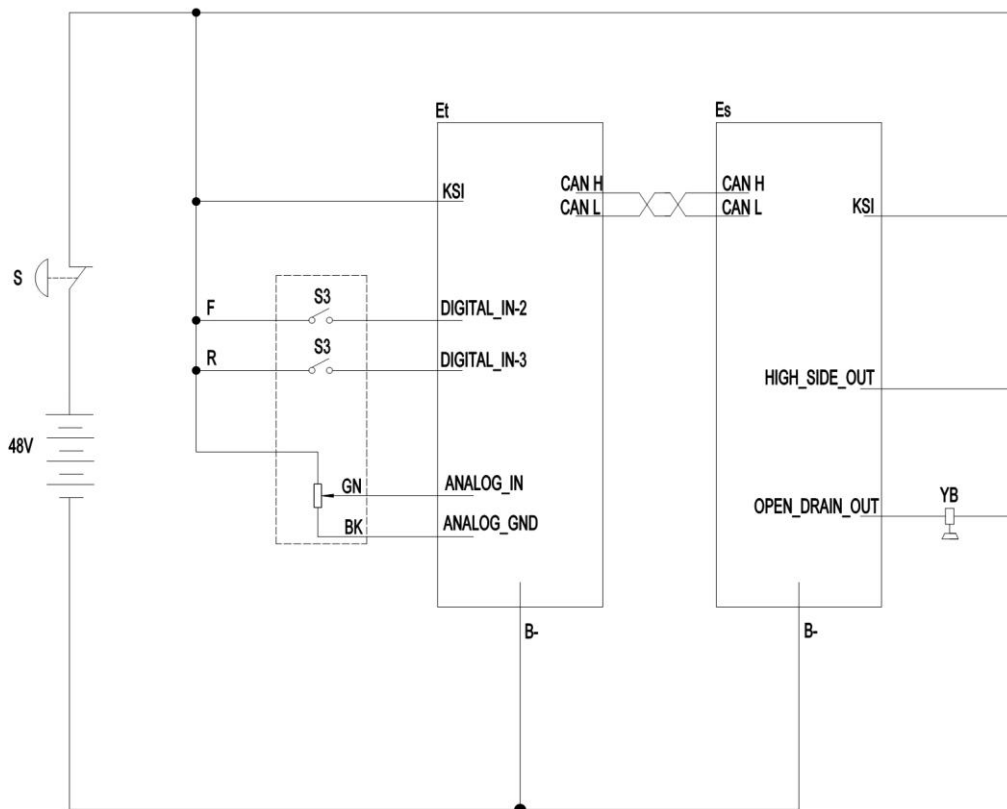 Et
Es
CAN H
CAN L
CAN H
CAN L
KSI
KSI
S
S3
F
DIGITAL_IN-2
S3
R
DIGITAL_IN-3
HIGH_SIDE_OUT
48V
GN
ANALOG_IN
BK
ANALOG_GND
OPEN_DRAIN_OUT
YB
B-
B-